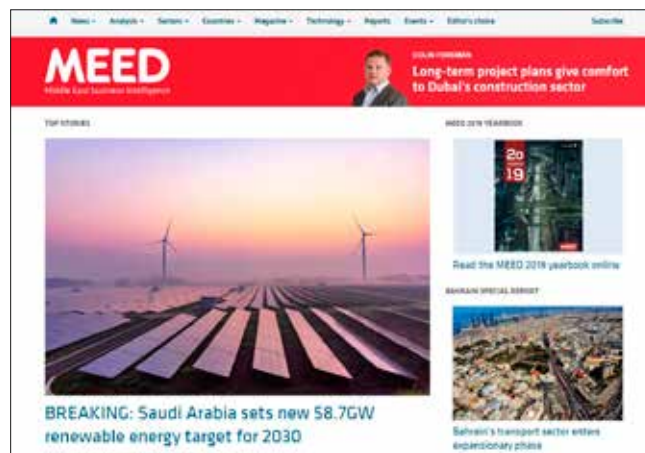 News Analysis Sectors Countries Magazine Technology Reports Events Editor's choice Subscribe
MEED
Middle East business intelligence
COLIN FOREMAN
Long-term project plans give comfort
to Dubai's construction sector
TOP STORIES
BREAKING: Saudi Arabia sets new 58.7GW
renewable energy target for 2030
MEED 2019 YEARBOOK
20
19
Read the MEED 2019 yearbook online
BAHRAIN SPECIAL REPORT
Bahrain's transport sector enters
expansionary phase